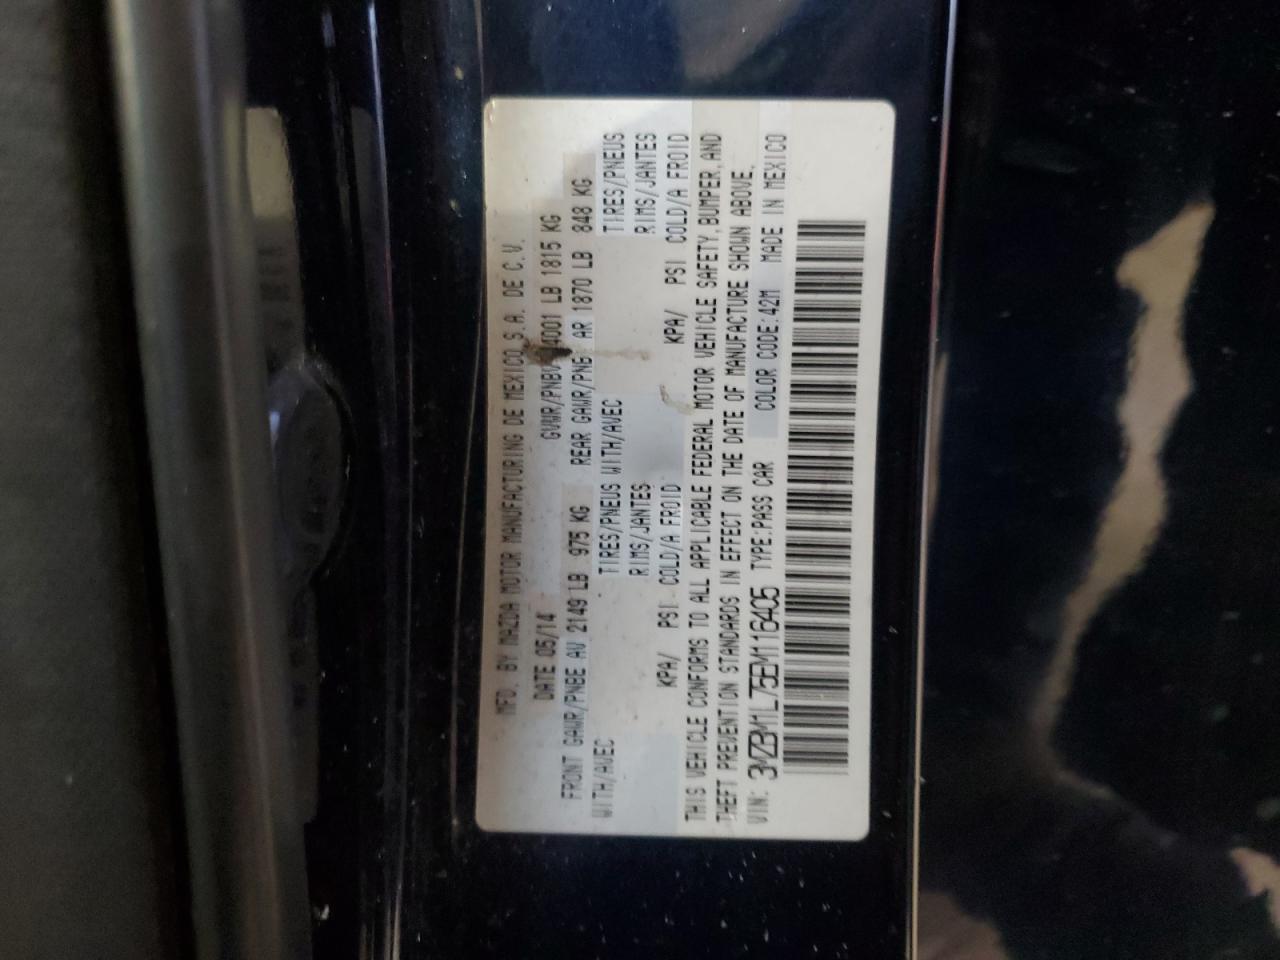 MFD. BY MAZDA MOTOR MANUFACTURING DE MEXICO S.A. DE C.V.
DATE 05/14 GVWR/PNBV 4001 LB 1815 KG
FRONT GAWR/PNBE AV 2149 LB 975 KG REAR GAWR/PNBE AR 1870 LB 848 KG
WITH/AVEC TIRES/PNEUS WITH/AVEC TIRES/PNEUS
RIMS/JANTES RIMS/JANTES
KPA/ PSI COLD/A FROID KPA/ PSI COLD/A FROID
THIS VEHICLE CONFORMS TO ALL APPLICABLE FEDERAL MOTOR VEHICLE SAFETY, BUMPER, AND
THEFT PREVENTION STANDARDS IN EFFECT ON THE DATE OF MANUFACTURE SHOWN ABOVE.
VIN: 3MZBM1L75EM116405 TYPE:PASS CAR COLOR CODE:42M MADE IN MEXICO